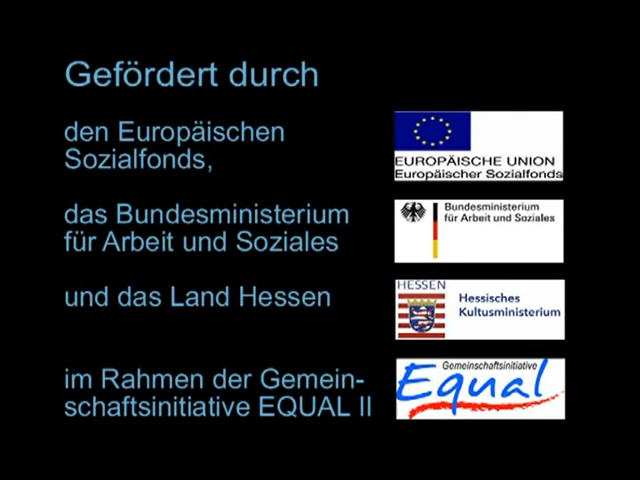 Gefördert durch
den Europäischen
Sozialfonds,
EUROPÄISCHE UNION
Europäischer Sozialfonds
das Bundesministerium
für Arbeit und Soziales
Bundesministerium
für Arbeit und Soziales
und das Land Hessen
HESSEN
Hessisches
Kultusministerium
im Rahmen der Gemein-
schaftsinitiative EQUAL II
Gemeinschaftsinitiative
Equal